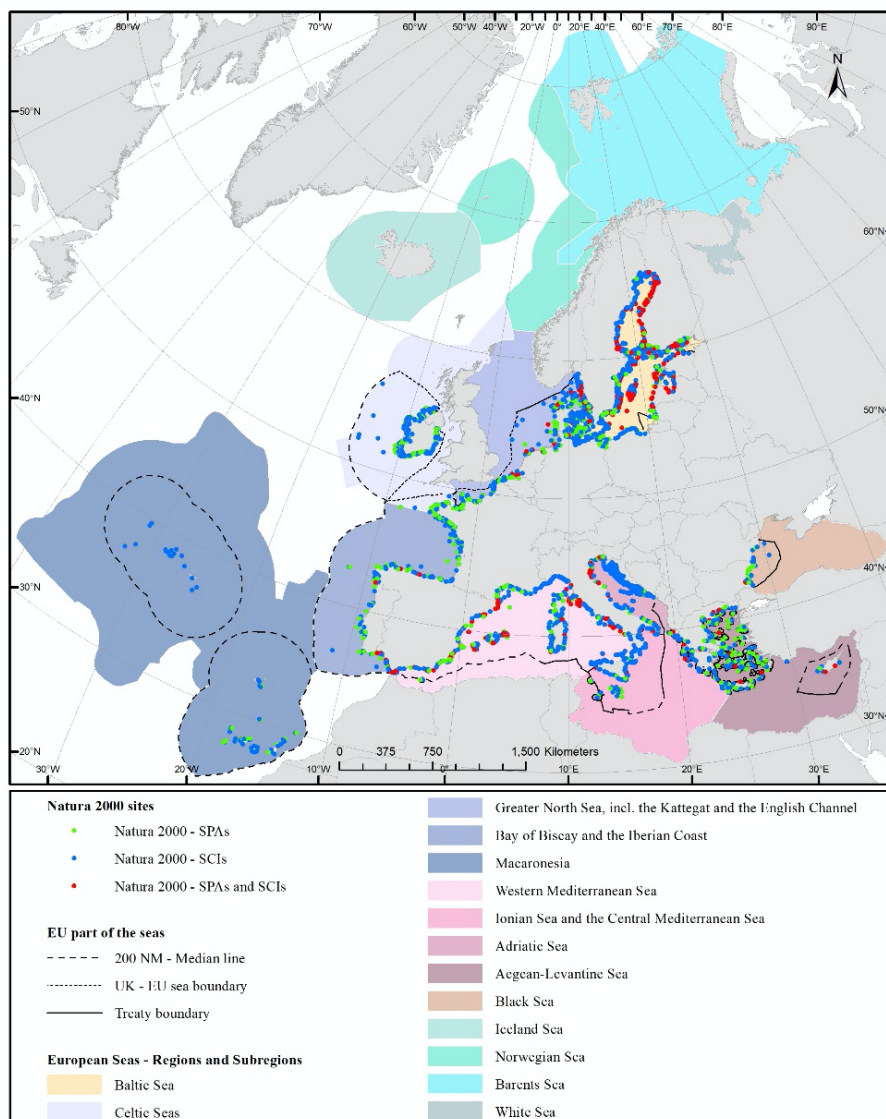 80°W 70°W 60°W 50°W 40°W 20°W 0° 20°E 40°E 50°E 60°E 70°E 80°E 90°E
N
50°N
60°N
40°N
50°N
30°N
40°N
20°N
30°N
0 375 750 1,500 Kilometers
30°W 20°W 10°W 0° 10°E 20°E 30°E
Natura 2000 sites
Natura 2000 - SPAs
Natura 2000 - SCIs
Natura 2000 - SPAs and SCIs
EU part of the seas
200 NM - Median line
UK - EU sea boundary
Treaty boundary
European Seas - Regions and Subregions
Baltic Sea
Celtic Seas
Greater North Sea, incl. the Kattegat and the English Channel
Bay of Biscay and the Iberian Coast
Macaronesia
Western Mediterranean Sea
Ionian Sea and the Central Mediterranean Sea
Adriatic Sea
Aegean-Levantine Sea
Black Sea
Iceland Sea
Norwegian Sea
Barents Sea
White Sea